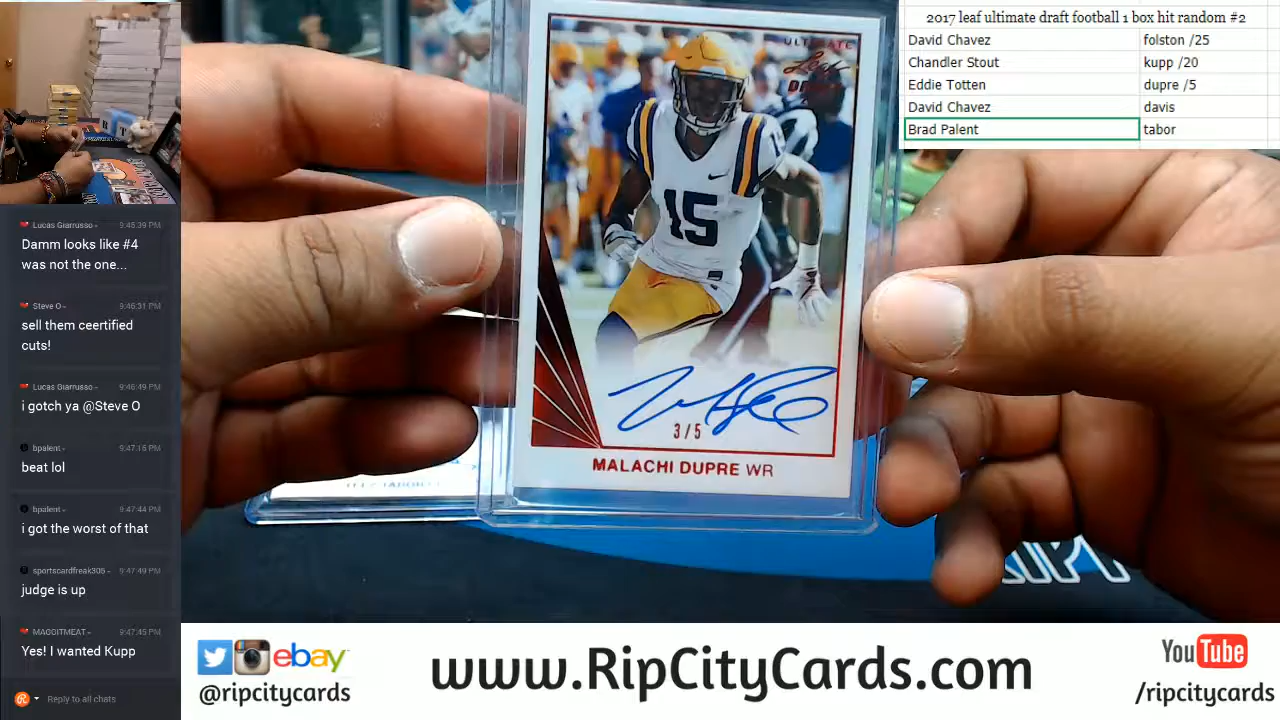 Lucas Giarrusso
9:45:39 PM
Damm looks like #4
was not the one...
Steve O
9:46:31 PM
sell them ceertified
cuts!
Lucas Giarrusso
9:46:49 PM
i gotch ya @Steve O
bpalent
9:47:16 PM
beat lol
bpalent
9:47:44 PM
i got the worst of that
sportscardfreak305
9:47:49 PM
judge is up
MAGGITMEAT
9:47:45 PM
Yes! I wanted Kupp
Reply to all chats
2017 leaf ultimate draft football 1 box hit random #2
David Chavez folston /25
Chandler Stout kupp /20
Eddie Totten dupre /5
David Chavez davis
Brad Palent tabor
ULTIMATE
Leaf
DRAFT
15
3/5
MALACHI DUPRE WR
ebay
@ripcitycards
www.RipCityCards.com
YouTube
/ripcitycards